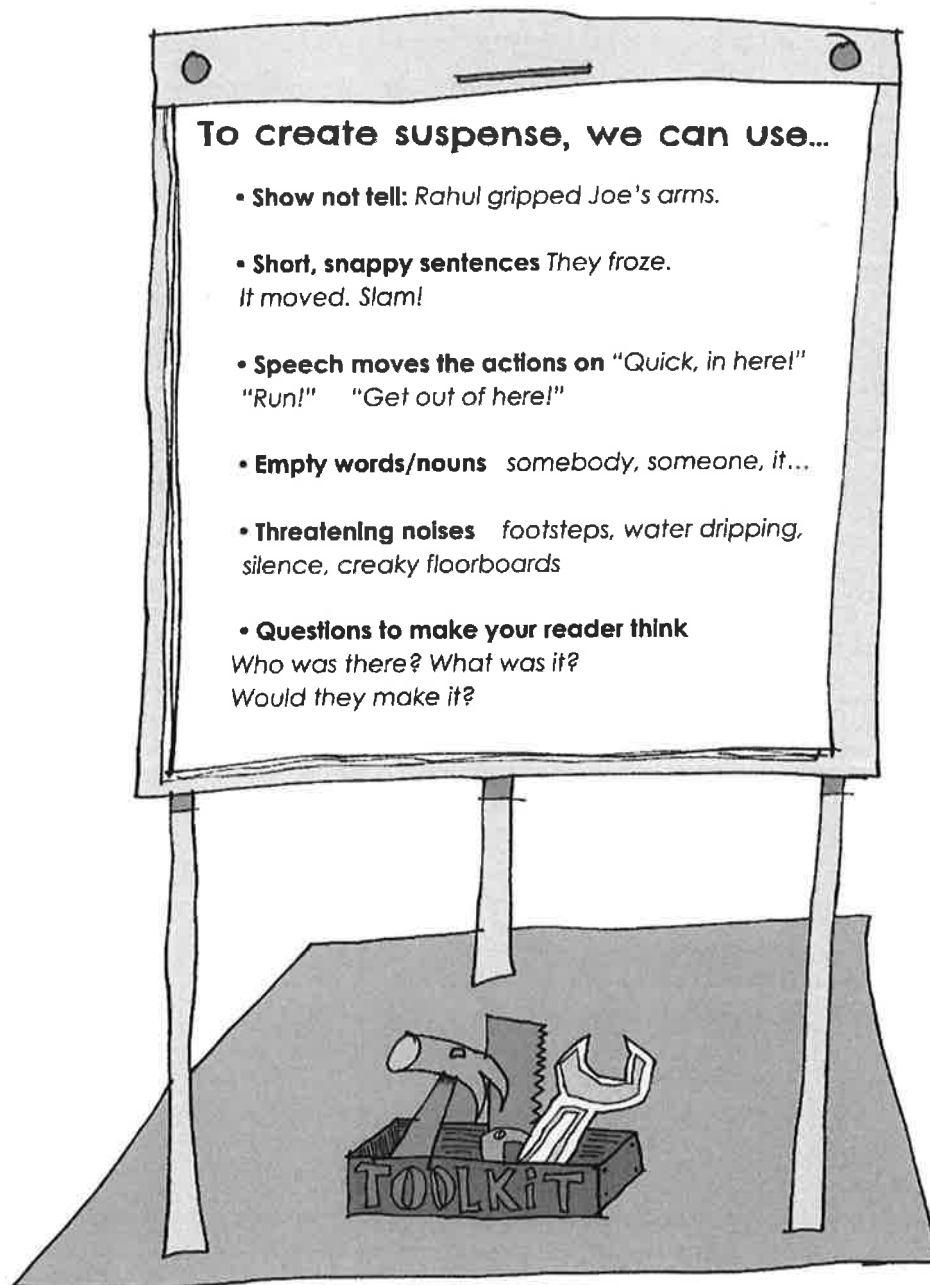 To create suspense, we can use...
• Show not tell: Rahul gripped Joe's arms.
• Short, snappy sentences They froze.
It moved. Slam!
• Speech moves the actions on "Quick, in here!"
"Run!" "Get out of here!"
• Empty words/nouns somebody, someone, it...
• Threatening noises footsteps, water dripping,
silence, creaky floorboards
• Questions to make your reader think
Who was there? What was it?
Would they make it?
TOOLKiT